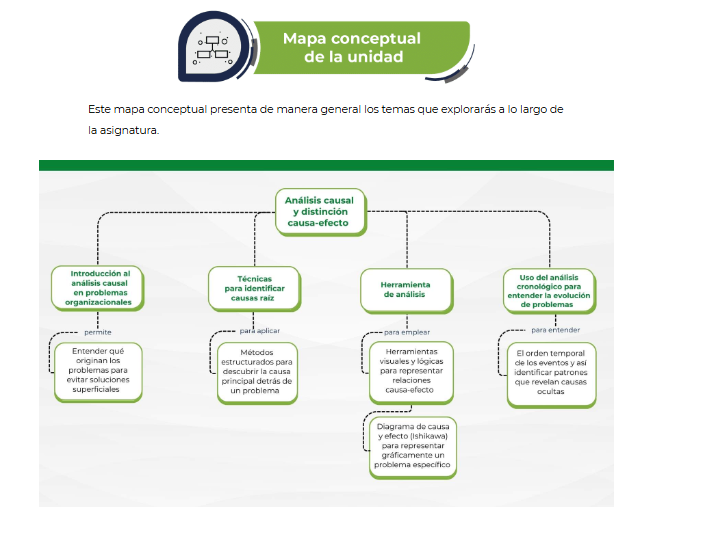 Mapa conceptual
de la unidad
Este mapa conceptual presenta de manera general los temas que explorarás a lo largo de
la asignatura.
Análisis causal
y distinción
causa-efecto
Introducción al
análisis causal
en problemas
organizacionales
Técnicas
para identificar
causas raíz
Herramienta
de análisis
Uso del análisis
cronológico para
entender la evolución
de problemas
permite
para aplicar
para emplear
para entender
Entender qué
originan los
problemas para
evitar soluciones
superficiales
Métodos
estructurados para
descubrir la causa
principal detrás de
un problema
Herramientas
visuales y lógicas
para representar
relaciones
causa-efecto
El orden temporal
de los eventos y así
identificar patrones
que revelan causas
ocultas
Diagrama de causa
y efecto (Ishikawa)
para representar
gráficamente un
problema específico